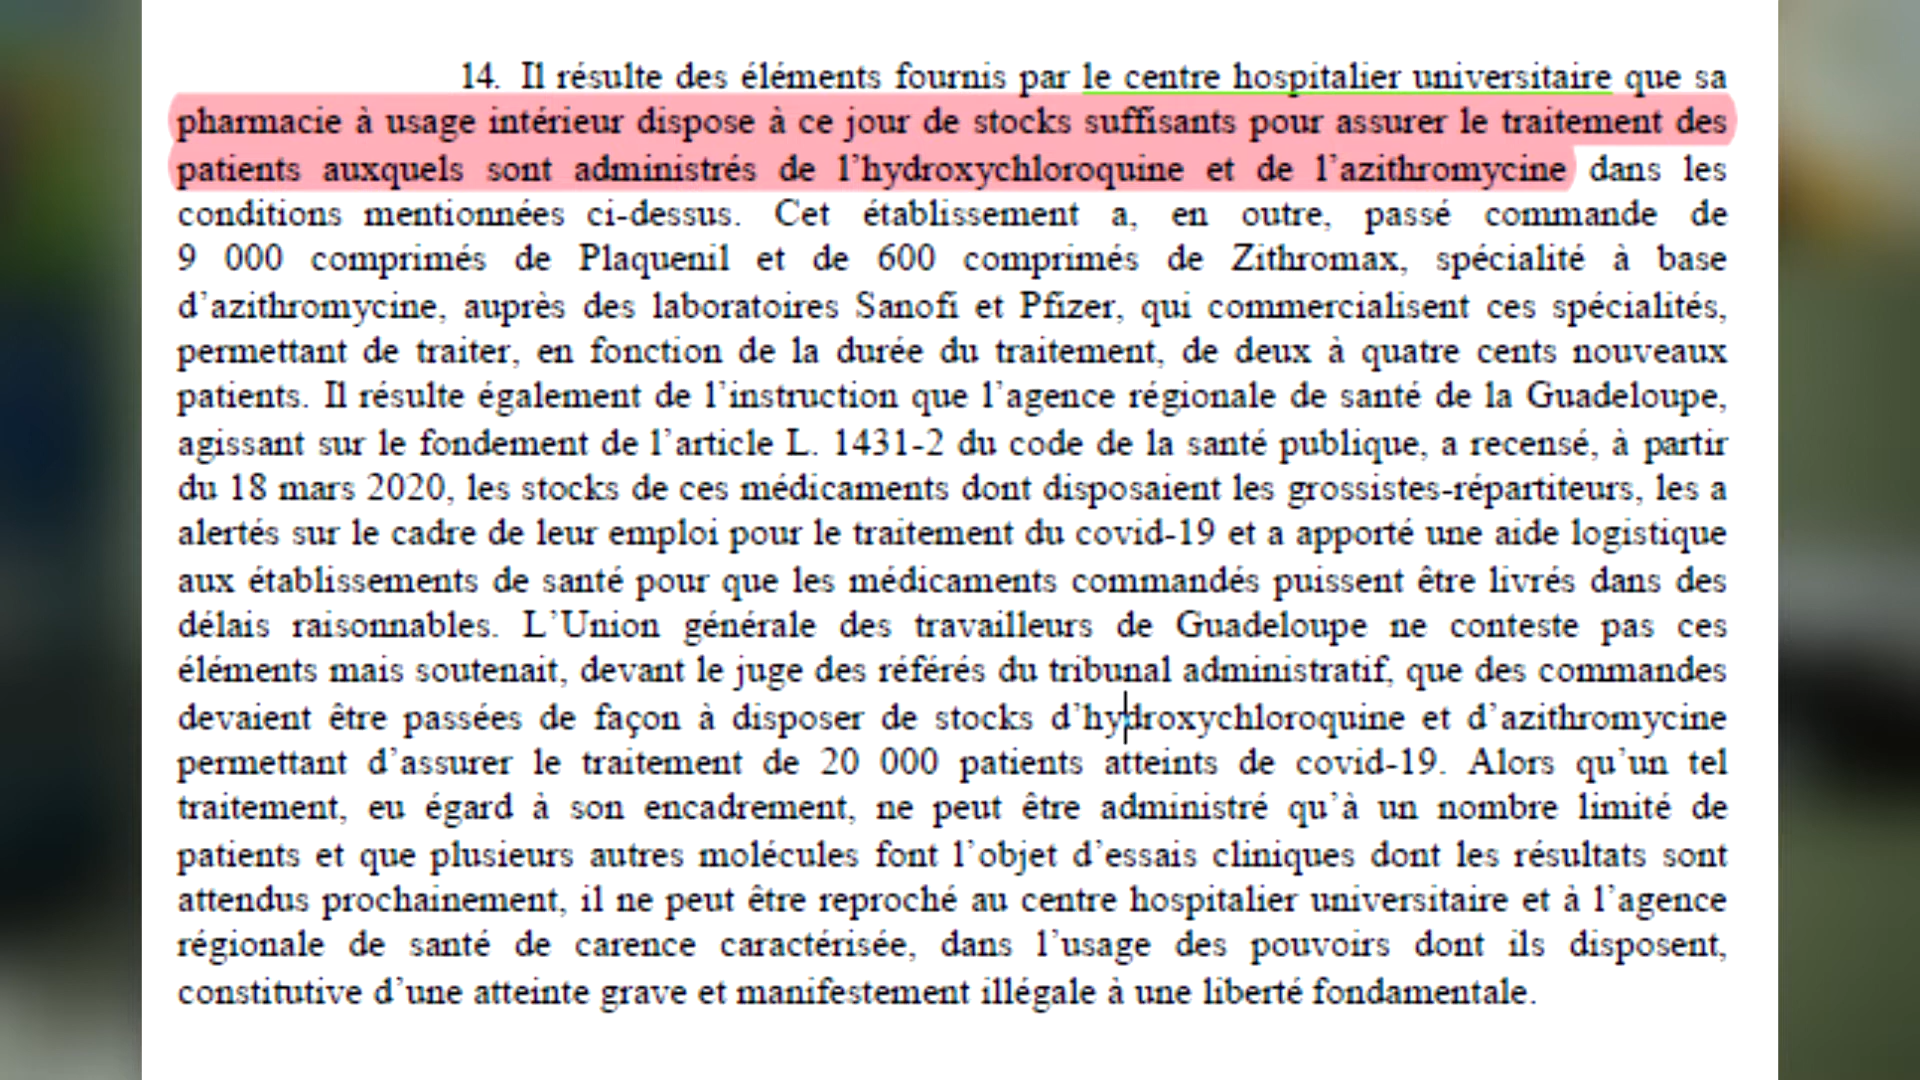 14. Il résulte des éléments fournis par le centre hospitalier universitaire que sa
pharmacie à usage intérieur dispose à ce jour de stocks suffisants pour assurer le traitement des
patients auxquels sont administrés de l’hydroxychloroquine et de l’azithromycine dans les
conditions mentionnées ci-dessus. Cet établissement a, en outre, passé commande de
9 000 comprimés de Plaquenil et de 600 comprimés de Zithromax, spécialité à base
d’azithromycine, auprès des laboratoires Sanofi et Pfizer, qui commercialisent ces spécialités,
permettant de traiter, en fonction de la durée du traitement, de deux à quatre cents nouveaux
patients. Il résulte également de l’instruction que l’agence régionale de santé de la Guadeloupe,
agissant sur le fondement de l’article L. 1431-2 du code de la santé publique, a recensé, à partir
du 18 mars 2020, les stocks de ces médicaments dont disposaient les grossistes-répartiteurs, les a
alertés sur le cadre de leur emploi pour le traitement du covid-19 et a apporté une aide logistique
aux établissements de santé pour que les médicaments commandés puissent être livrés dans des
délais raisonnables. L’Union générale des travailleurs de Guadeloupe ne conteste pas ces
éléments mais soutenait, devant le juge des référés du tribunal administratif, que des commandes
devaient être passées de façon à disposer de stocks d’hydroxychloroquine et d’azithromycine
permettant d’assurer le traitement de 20 000 patients atteints de covid-19. Alors qu’un tel
traitement, eu égard à son encadrement, ne peut être administré qu’à un nombre limité de
patients et que plusieurs autres molécules font l’objet d’essais cliniques dont les résultats sont
attendus prochainement, il ne peut être reproché au centre hospitalier universitaire et à l’agence
régionale de santé de carence caractérisée, dans l’usage des pouvoirs dont ils disposent,
constitutive d’une atteinte grave et manifestement illégale à une liberté fondamentale.